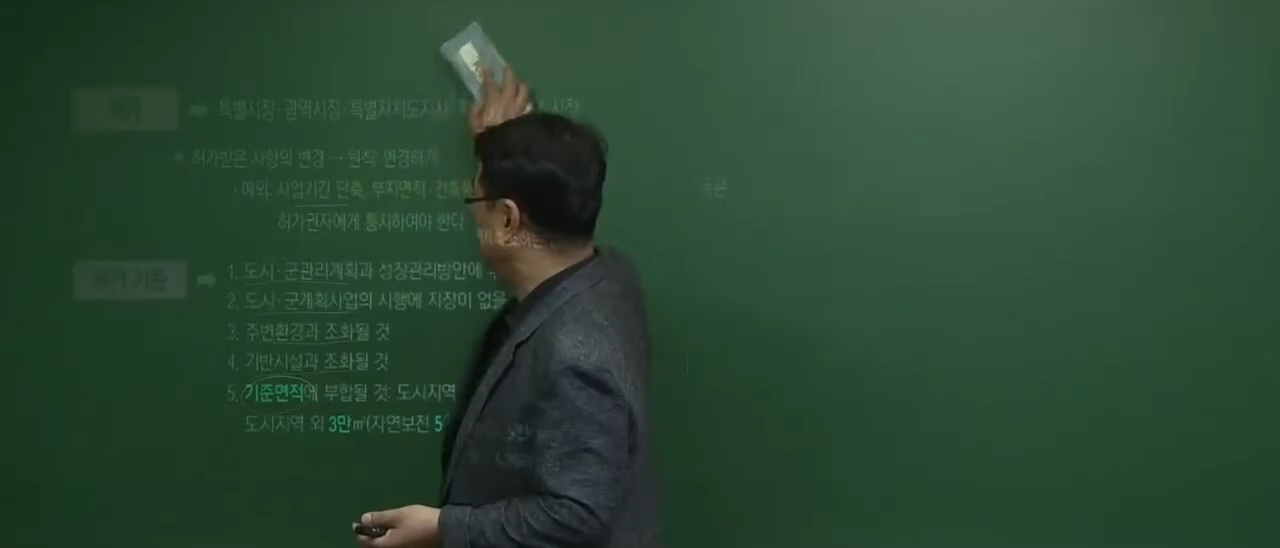 허가
특별시장·광역시장·특별자치도지사 시장
※ 허가받은 사항의 변경 → 원칙: 변경허가
· 예외: 사업기간 단축, 부지면적·건축
허가권자에게 통지하여야 한다
허가 기준
1. 도시·군관리계획과 성장관리방안에
2. 도시·군계획사업의 시행에 지장이 없을
3. 주변환경과 조화될 것
4. 기반시설과 조화될 것
5. 기준면적에 부합될 것: 도시지역
도시지역 외 3만㎡(자연보전 5